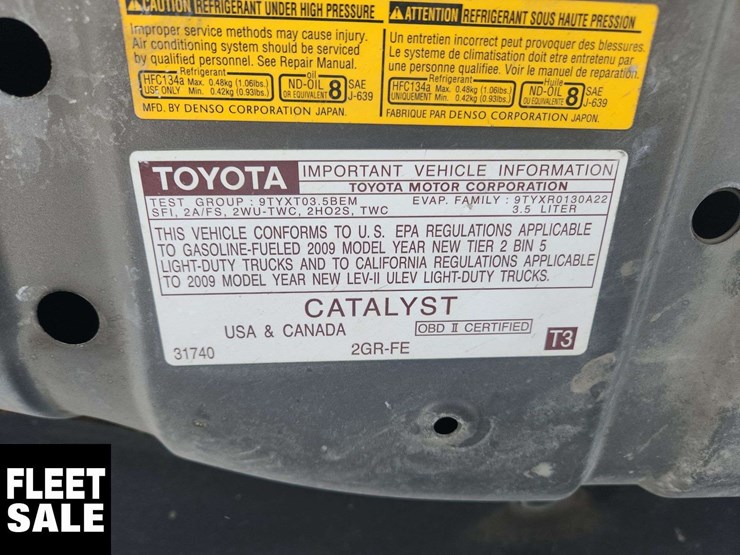 CAUTION REFRIGERANT UNDER HIGH PRESSURE
Improper service methods may cause injury.
Air conditioning system should be serviced
by qualified personnel. See Repair Manual.
Refrigerant oil
HFC134a Max. 0.48kg (1.06lbs.) ND-OIL 8 SAE
USE ONLY Min. 0.42kg (0.93lbs.) OR EQUIVALENT J-639
MFD. BY DENSO CORPORATION JAPAN.
ATTENTION REFRIGERANT SOUS HAUTE PRESSION
Un entretien incorrect peut provoquer des blessures.
Le systeme de climatisation doit etre entretenu par
une personne qualifiee. Voir le manuel de reparation.
Refrigerant Huile
HFC134a Max. 0.48kg (1.06lbs.) ND-OIL 8 SAE
UNIQUEMENT Min. 0.42kg (0.93lbs.) OU EQUIVALENT J-639
FABRIQUE PAR DENSO CORPORATION JAPON.
TOYOTA IMPORTANT VEHICLE INFORMATION
TOYOTA MOTOR CORPORATION
TEST GROUP : 9TYXT03.5BEM EVAP. FAMILY : 9TYXR0130A22
SFI, 2A/FS, 2WU-TWC, 2HO2S, TWC 3.5 LITER
THIS VEHICLE CONFORMS TO U.S. EPA REGULATIONS APPLICABLE
TO GASOLINE-FUELED 2009 MODEL YEAR NEW TIER 2 BIN 5
LIGHT-DUTY TRUCKS AND TO CALIFORNIA REGULATIONS APPLICABLE
TO 2009 MODEL YEAR NEW LEV-II ULEV LIGHT-DUTY TRUCKS.
CATALYST
USA & CANADA OBD II CERTIFIED
31740 2GR-FE T3
FLEET
SALE